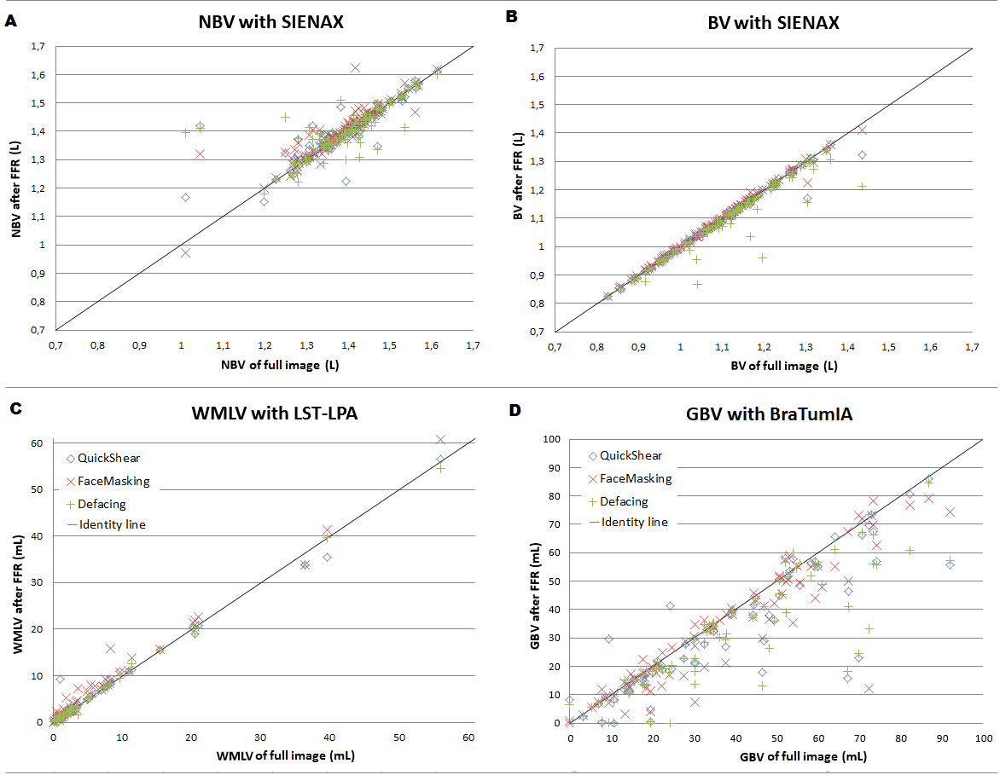 A
NBV with SIENAX
1,7
1,6
1,5
1,4
1,3
1,2
1,1
1
0,9
0,8
0,7
NBV after FFR (L)
0,7 0,8 0,9 1 1,1 1,2 1,3 1,4 1,5 1,6 1,7
NBV of full image (L)
B
BV with SIENAX
1,7
1,6
1,5
1,4
1,3
1,2
1,1
1
0,9
0,8
0,7
BV after FFR (L)
0,7 0,8 0,9 1 1,1 1,2 1,3 1,4 1,5 1,6 1,7
BV of full image (L)
C
WMLV with LST-LPA
60
50
40
30
20
10
0
WMLV after FFR (mL)
QuickShear
FaceMasking
Defacing
Identity line
0 10 20 30 40 50 60
WMLV of full image (mL)
D
GBV with BraTumIA
100
90
80
70
60
50
40
30
20
10
0
GBV after FFR (mL)
QuickShear
FaceMasking
Defacing
Identity line
0 10 20 30 40 50 60 70 80 90 100
GBV of full image (mL)